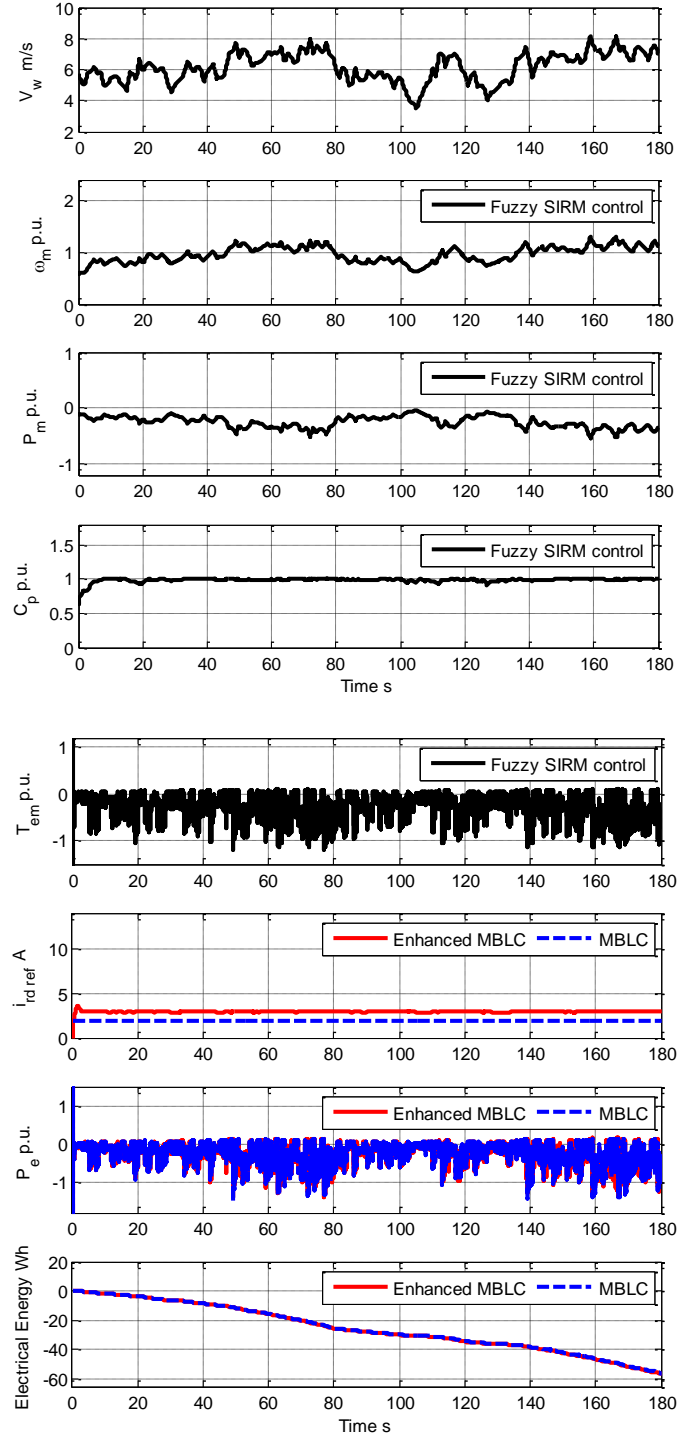 10
8
6
4
2
V_w m/s
0 20 40 60 80 100 120 140 160 180
2
1
0
ω_m p.u.
Fuzzy SIRM control
0 20 40 60 80 100 120 140 160 180
1
0
-1
P_m p.u.
Fuzzy SIRM control
0 20 40 60 80 100 120 140 160 180
1.5
1
0.5
0
C_p p.u.
Fuzzy SIRM control
0 20 40 60 80 100 120 140 160 180
Time s
1
0
-1
T_em p.u.
Fuzzy SIRM control
0 20 40 60 80 100 120 140 160 180
10
5
0
i_rd ref A
Enhanced MBLC MBLC
0 20 40 60 80 100 120 140 160 180
1
0
-1
P_e p.u.
Enhanced MBLC MBLC
0 20 40 60 80 100 120 140 160 180
20
0
-20
-40
-60
Electrical Energy Wh
Enhanced MBLC MBLC
0 20 40 60 80 100 120 140 160 180
Time s